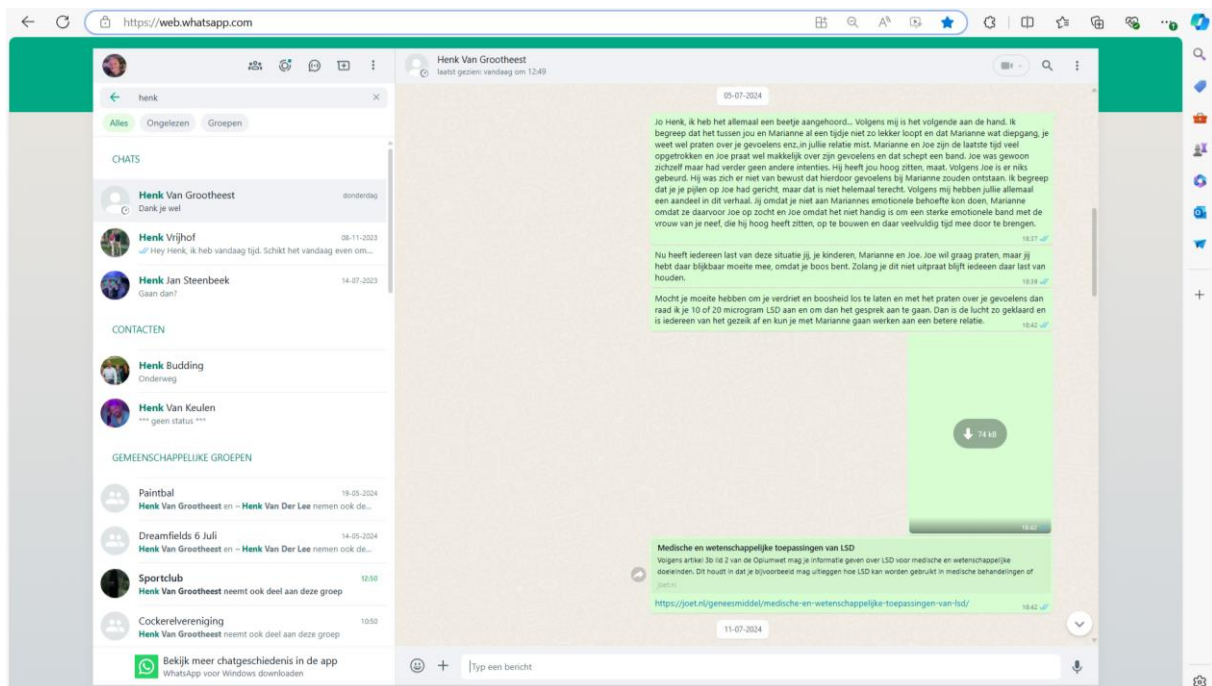 https://web.whatsapp.com
henk
Alles
Ongelezen
Groepen
CHATS
Henk Van Grootheest
donderdag
Dank je wel
Henk Vrijhof
08-11-2023
Hey Henk, ik heb vandaag tijd. Schikt het vandaag even om...
Henk Jan Steenbeek
14-07-2023
Gaan dan?
CONTACTEN
Henk Budding
Onderweg
Henk Van Keulen
*** geen status ***
GEMEENSCHAPPELIJKE GROEPEN
Paintbal
19-05-2024
Henk Van Grootheest en ~ Henk Van Der Lee nemen ook de...
Dreamfields 6 Juli
14-05-2024
Henk Van Grootheest en ~ Henk Van Der Lee nemen ook de...
Sportclub
12:50
Henk Van Grootheest neemt ook deel aan deze groep
Cockerelvereniging
10:50
Henk Van Grootheest neemt ook deel aan deze groep
Bekijk meer chatgeschiedenis in de app
WhatsApp voor Windows downloaden
Henk Van Grootheest
laatst gezien: vandaag om 12:49
05-07-2024
Jo Henk, ik heb het allemaal een beetje aangehoord... Volgens mij is het volgende aan de hand. Ik
begreep dat het tussen jou en Marianne al een tijdje niet zo lekker loopt en dat Marianne wat diepgang, je
weet wel praten over je gevoelens enz.,in jullie relatie mist. Marianne en Joe zijn de laatste tijd veel
opgetrokken en Joe praat wel makkelijk over zijn gevoelens en dat schept een band. Joe was gewoon
zichzelf maar had verder geen andere intenties. Hij heeft jou hoog zitten, maat. Volgens Joe is er niks
gebeurd. Hij was zich er niet van bewust dat hierdoor gevoelens bij Marianne zouden ontstaan. Ik begreep
dat je je pijlen op Joe had gericht, maar dat is niet helemaal terecht. Volgens mij hebben jullie allemaal
een aandeel in dit verhaal. Jij omdat je niet aan Mariannes emotionele behoefte kon doen, Marianne
omdat ze daarvoor Joe op zocht en Joe omdat het niet handig is om een sterke emotionele band met de
vrouw van je neef, die hij hoog heeft zitten, op te bouwen en daar veelvuldig tijd mee door te brengen.
18:37
Nu heeft iedereen last van deze situatie jij, je kinderen, Marianne en Joe. Joe wil graag praten, maar jij
hebt daar blijkbaar moeite mee, omdat je boos bent. Zolang je dit niet uitpraat blijft iedeeen daar last van
houden.
18:39
Mocht je moeite hebben om je verdriet en boosheid los te laten en met het praten over je gevoelens dan
raad ik je 10 of 20 microgram LSD aan en om dan het gesprek aan te gaan. Dan is de lucht zo geklaard en
is iedereen van het gezeik af en kun je met Marianne gaan werken aan een betere relatie.
18:42
74 kB
18:42
Medische en wetenschappelijke toepassingen van LSD
Volgens artikel 3b lid 2 van de Opiumwet mag je informatie geven over LSD voor medische en wetenschappelijke
doeleinden. Dit houdt in dat je bijvoorbeeld mag uitleggen hoe LSD kan worden gebruikt in medische behandelingen of
joet.nl
https://joet.nl/geneesmiddel/medische-en-wetenschappelijke-toepassingen-van-lsd/
18:42
11-07-2024
Typ een bericht